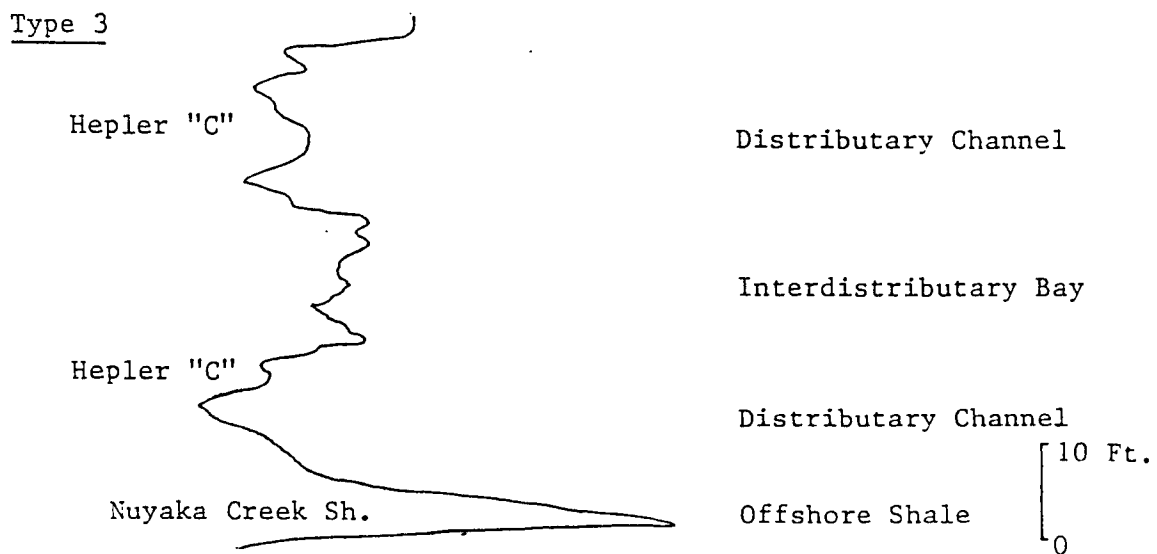 Type 3
Hepler "C"
Distributary Channel
Interdistributary Bay
Hepler "C"
Distributary Channel
10 Ft.
Nuyaka Creek Sh.
Offshore Shale
0